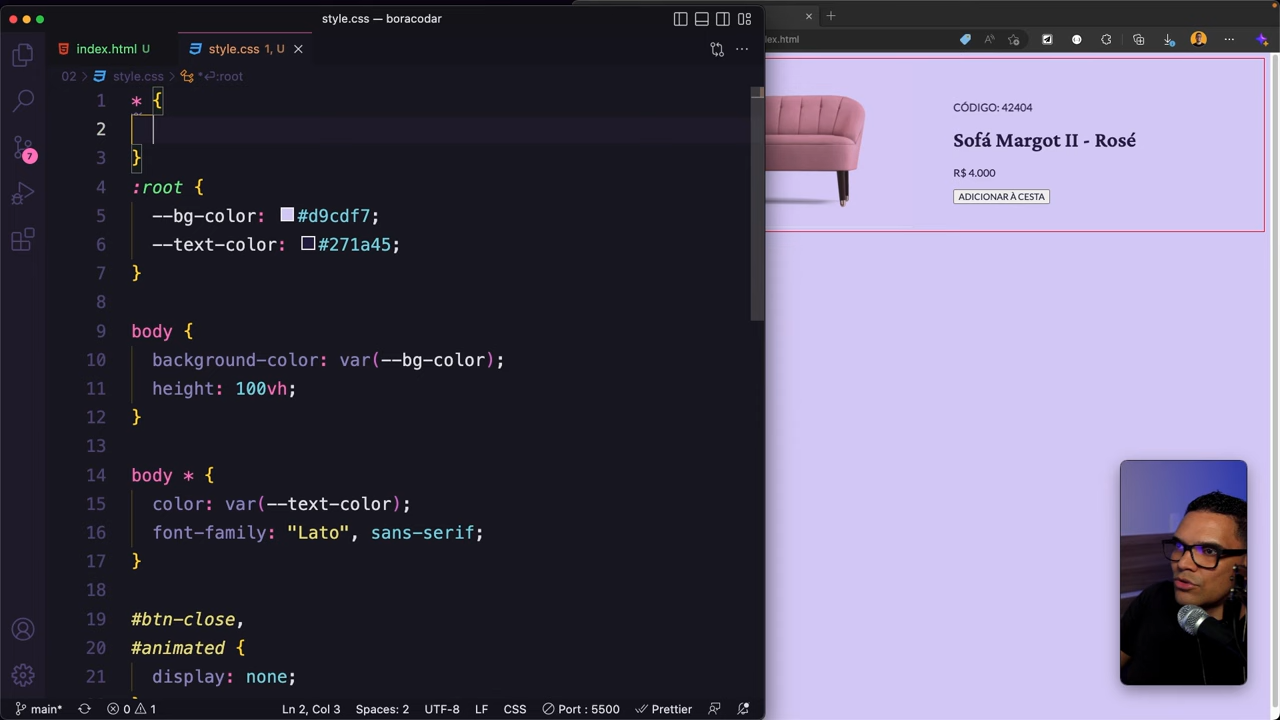 style.css — boracodar
index.html U
style.css 1, U
dex.html
02 > style.css > *⏎:root
1 * {
2
3 }
4 :root {
5 --bg-color: #d9cdf7;
6 --text-color: #271a45;
7 }
8
9 body {
10 background-color: var(--bg-color);
11 height: 100vh;
12 }
13
14 body * {
15 color: var(--text-color);
16 font-family: "Lato", sans-serif;
17 }
18
19 #btn-close,
20 #animated {
21 display: none;
CÓDIGO: 42404
Sofá Margot II - Rosé
R$ 4.000
ADICIONAR À CESTA
7
main* 0 1 Ln 2, Col 3 Spaces: 2 UTF-8 LF CSS Port : 5500 Prettier